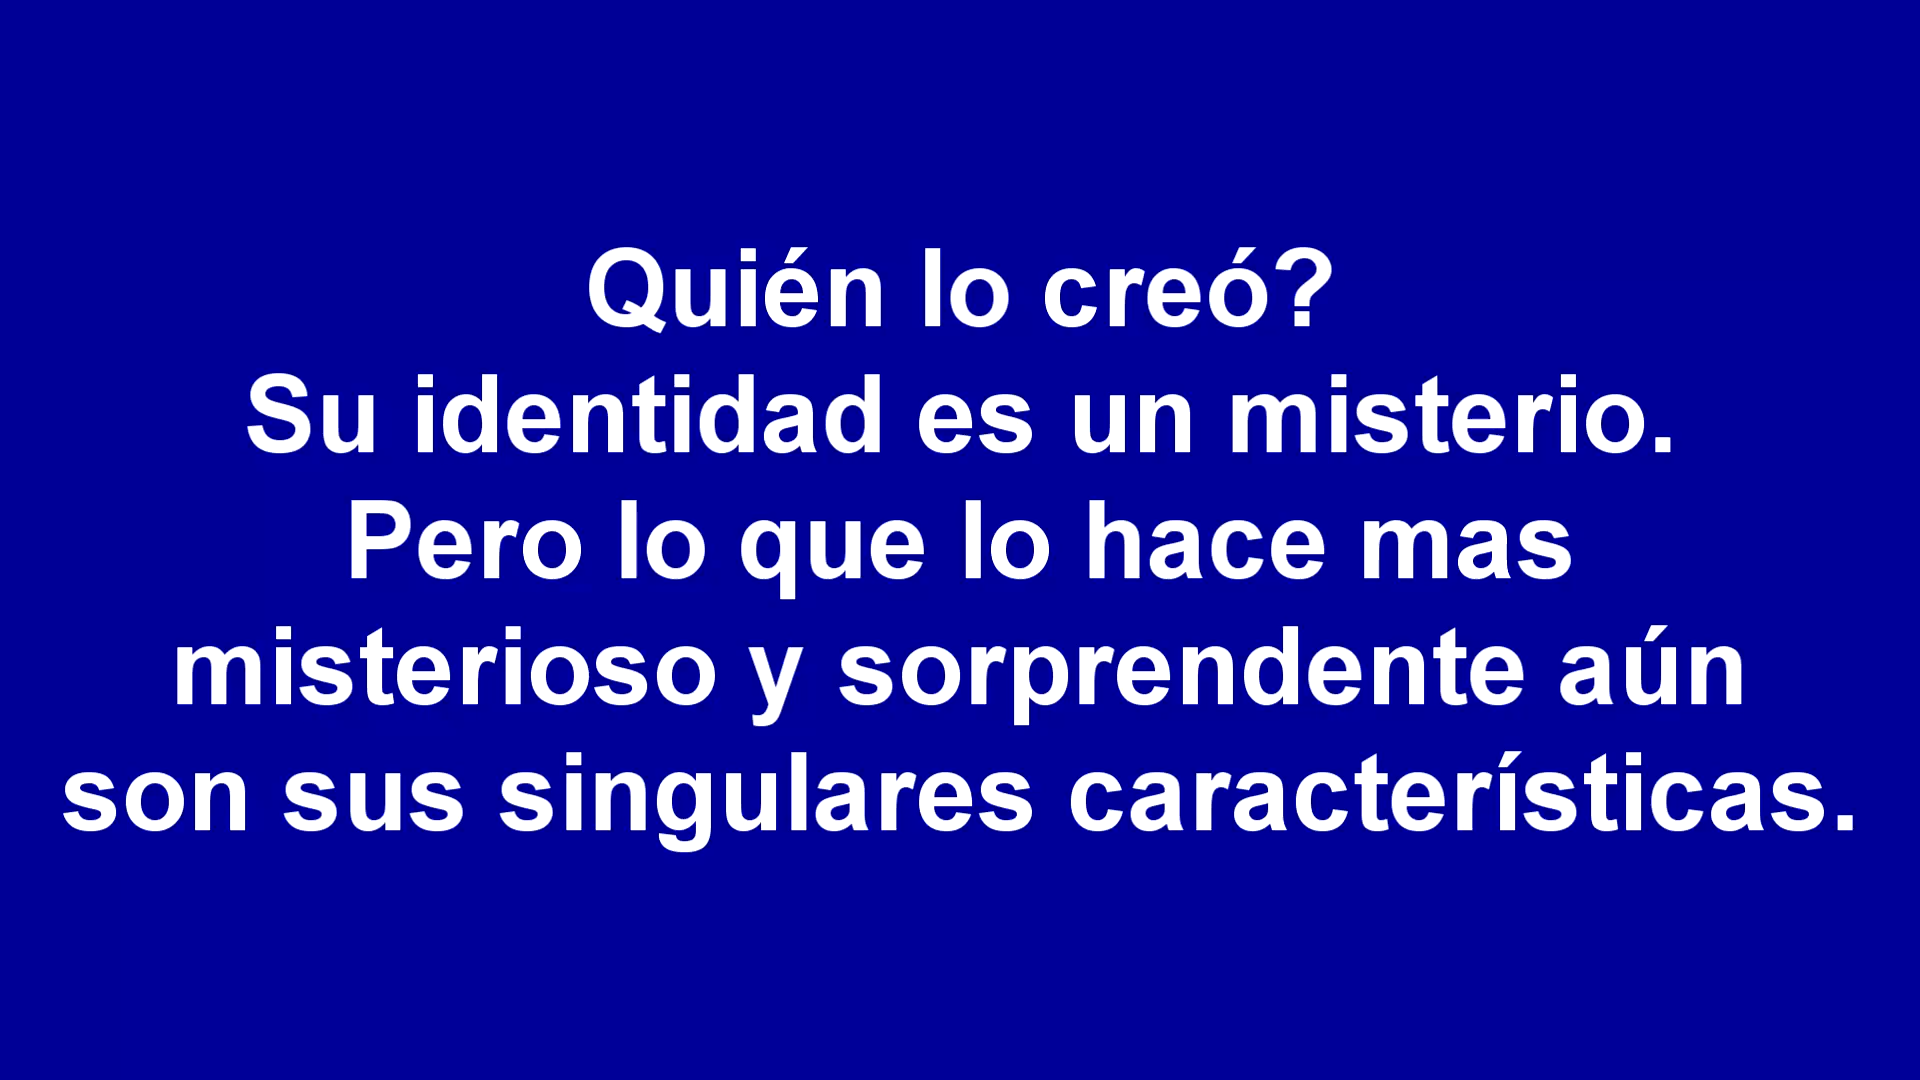 Quién lo creó?
Su identidad es un misterio.
Pero lo que lo hace mas
misterioso y sorprendente aún
son sus singulares características.